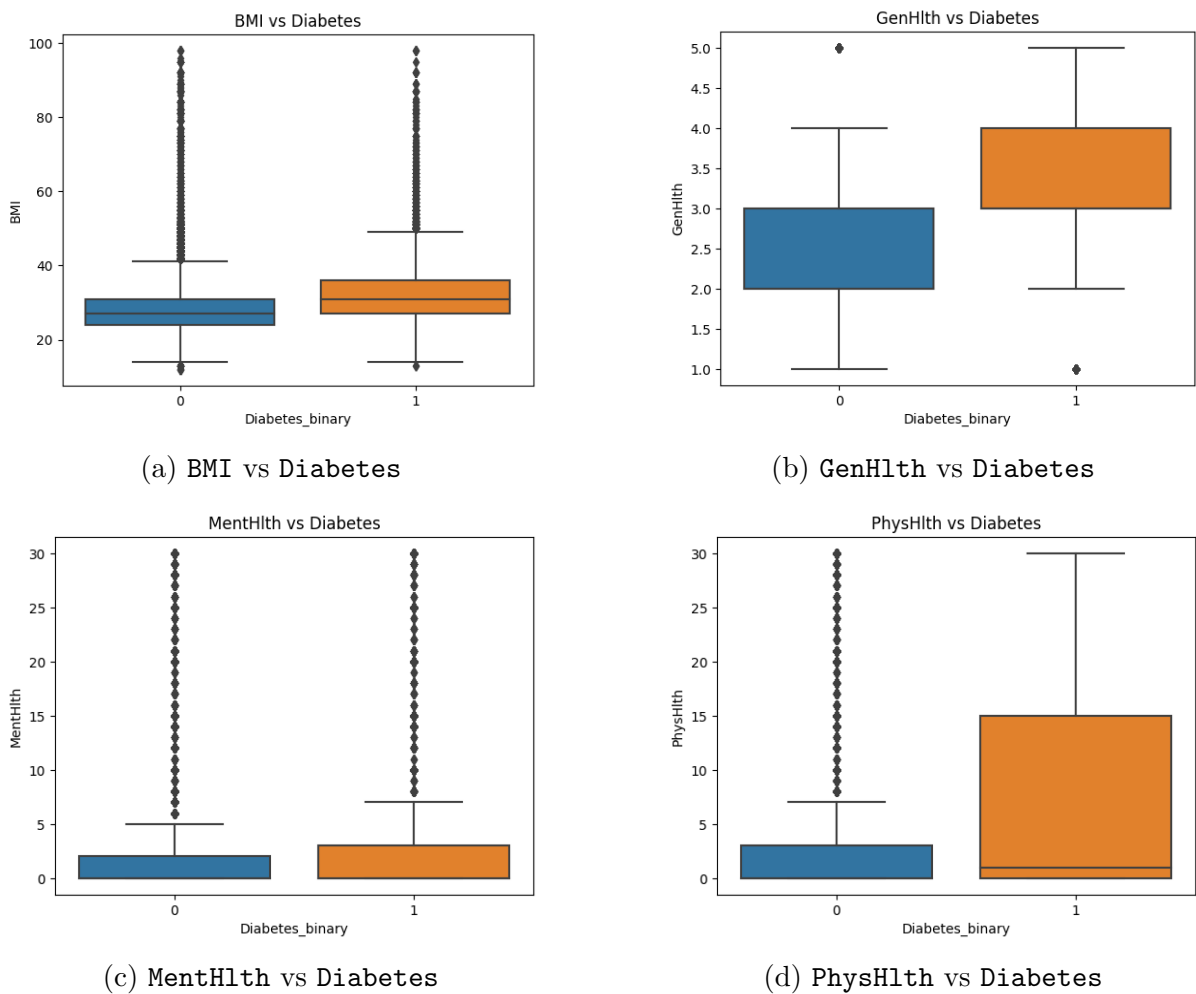 BMI vs Diabetes
100
80
60
40
20
BMI
0
1
Diabetes_binary
(a) BMI vs Diabetes
GenHlth vs Diabetes
5.0
4.5
4.0
3.5
3.0
2.5
2.0
1.5
1.0
GenHlth
0
1
Diabetes_binary
(b) GenHlth vs Diabetes
MentHlth vs Diabetes
30
25
20
15
10
5
0
MentHlth
0
1
Diabetes_binary
(c) MentHlth vs Diabetes
PhysHlth vs Diabetes
30
25
20
15
10
5
0
PhysHlth
0
1
Diabetes_binary
(d) PhysHlth vs Diabetes